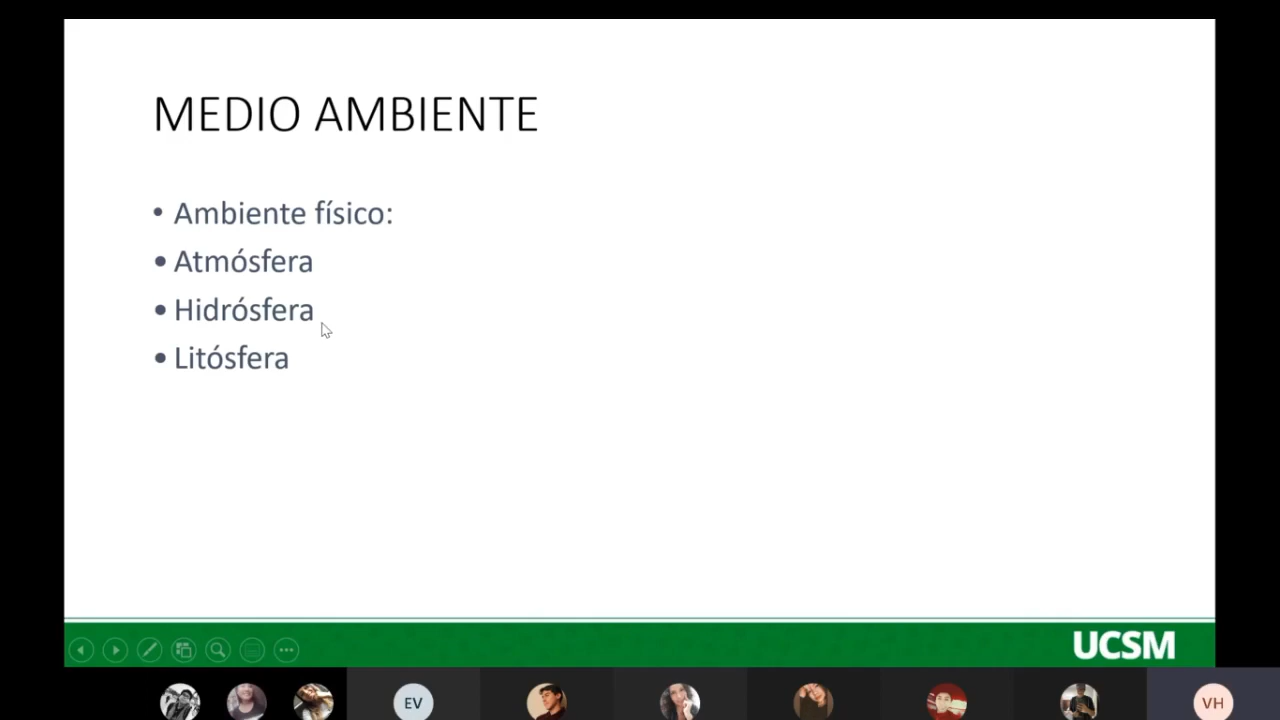 MEDIO AMBIENTE
• Ambiente físico:
• Atmósfera
• Hidrósfera
• Litósfera
UCSM
EV
VH